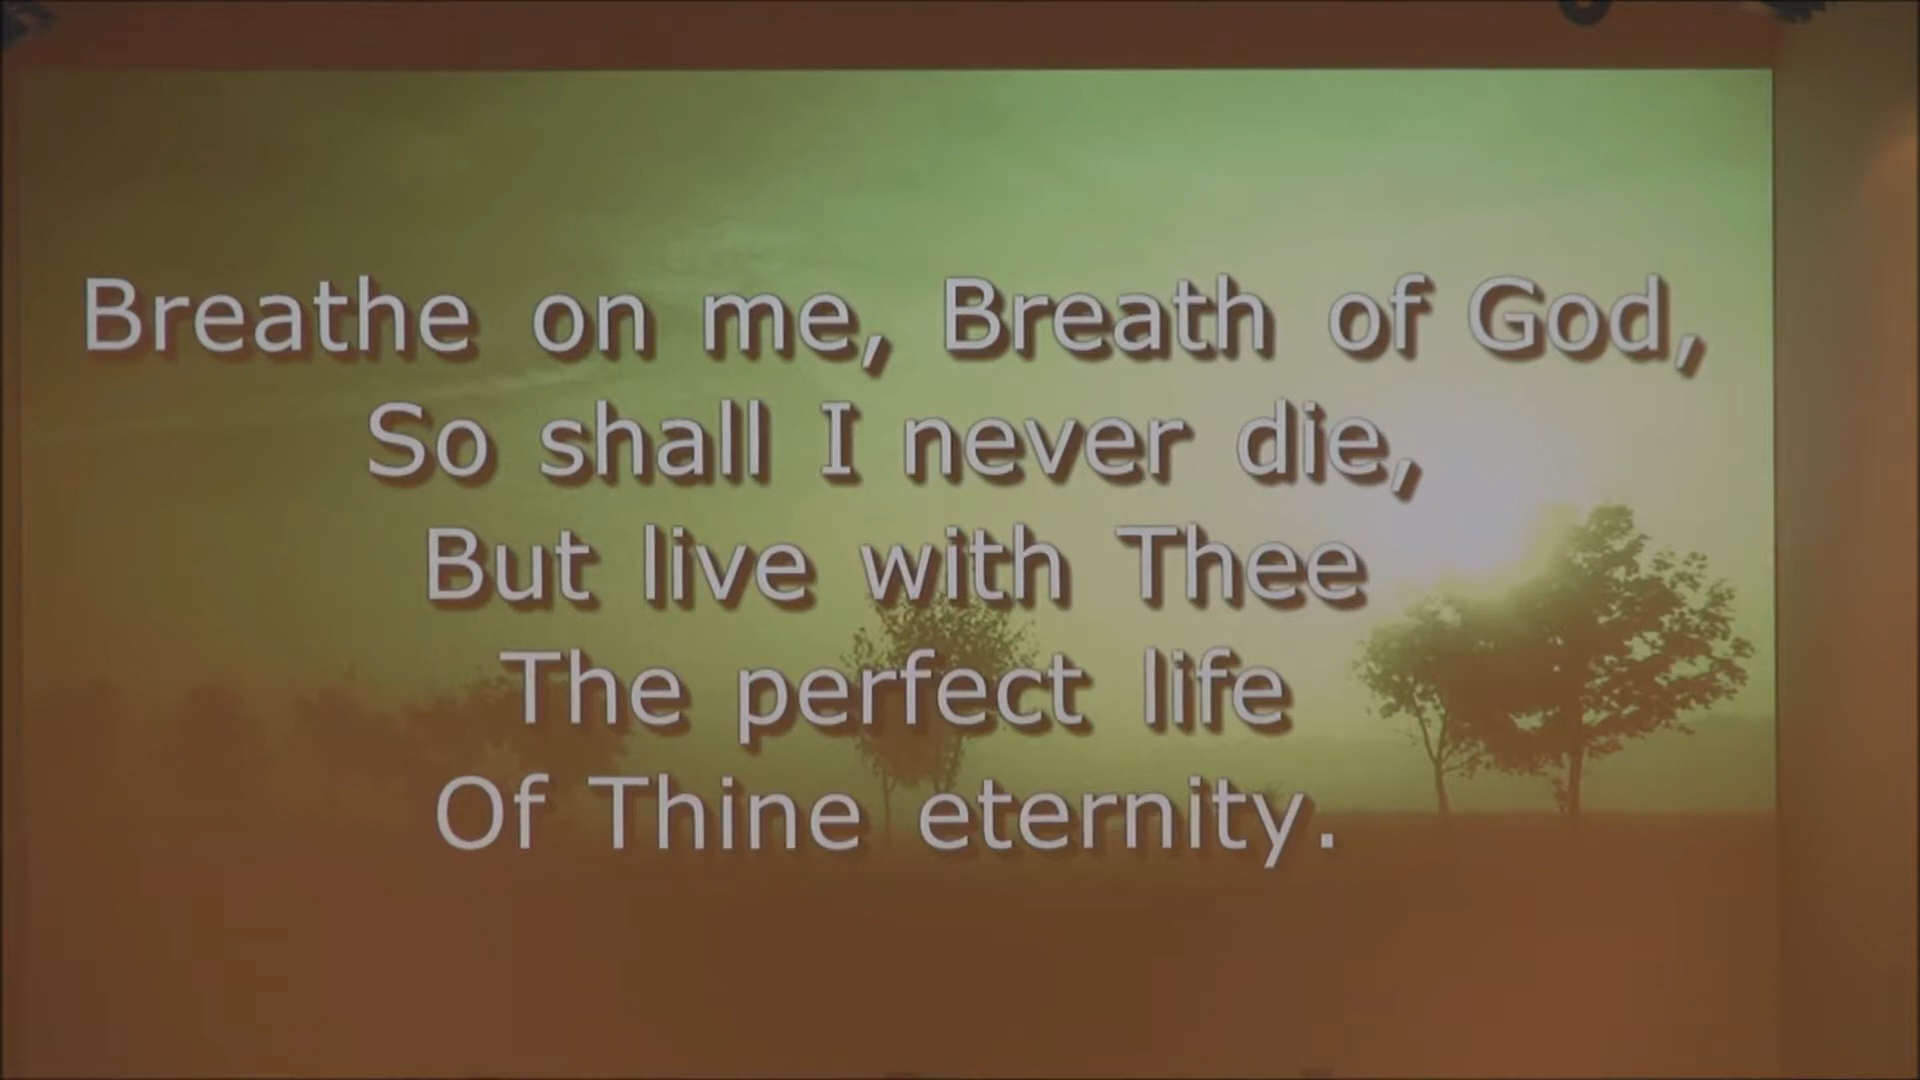 Breathe on me, Breath of God,
So shall I never die,
But live with Thee
The perfect life
Of Thine eternity.